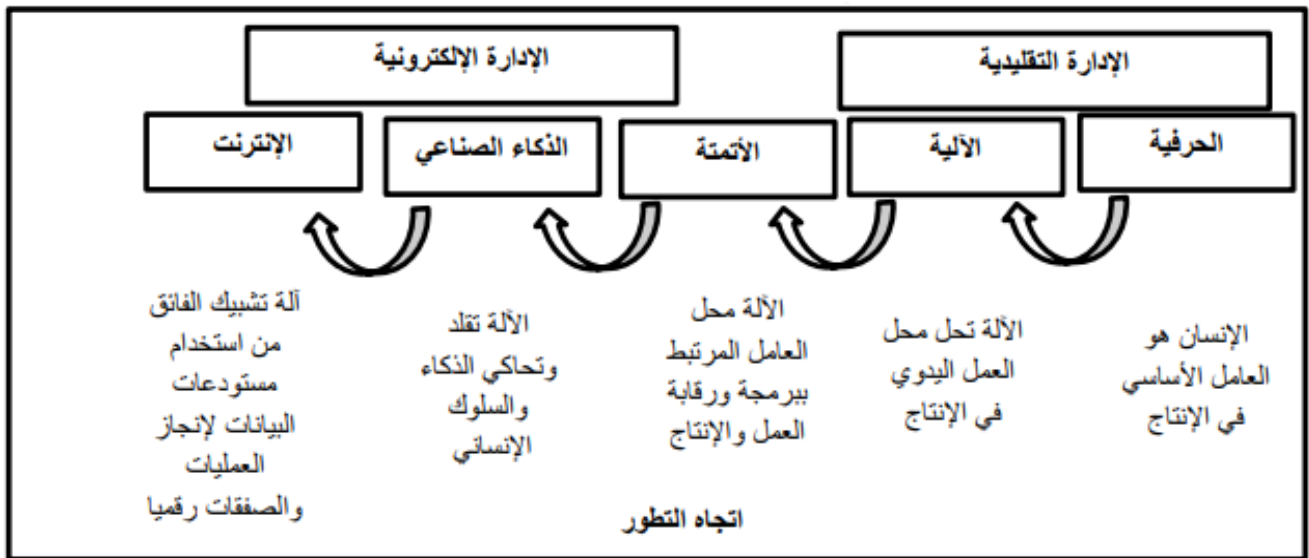 الإدارة التقليدية
الإدارة الإلكترونية
الحرفية
الآلية
الأتمتة
الذكاء الصناعي
الإنترنت
الإنسان هو
العامل الأساسي
في الإنتاج
الآلة تحل محل
العمل اليدوي
في الإنتاج
الآلة محل
العامل المرتبط
ببرمجة ورقابة
العمل والإنتاج
الآلة تقلد
وتحاكي الذكاء
والسلوك
الإنساني
آلة تشبيك الفائق
من استخدام
مستودعات
البيانات لإنجاز
العمليات
والصفقات رقميا
اتجاه التطور